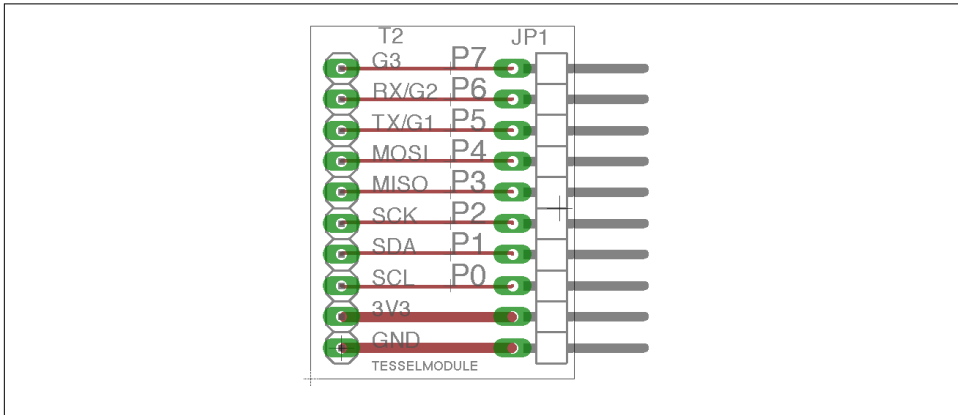 T2 JP1
G3 P7
RX/G2 P6
TX/G1 P5
MOSI P4
MISO P3
SCK P2
SDA P1
SCL P0
3V3
GND
TESSELMODULE